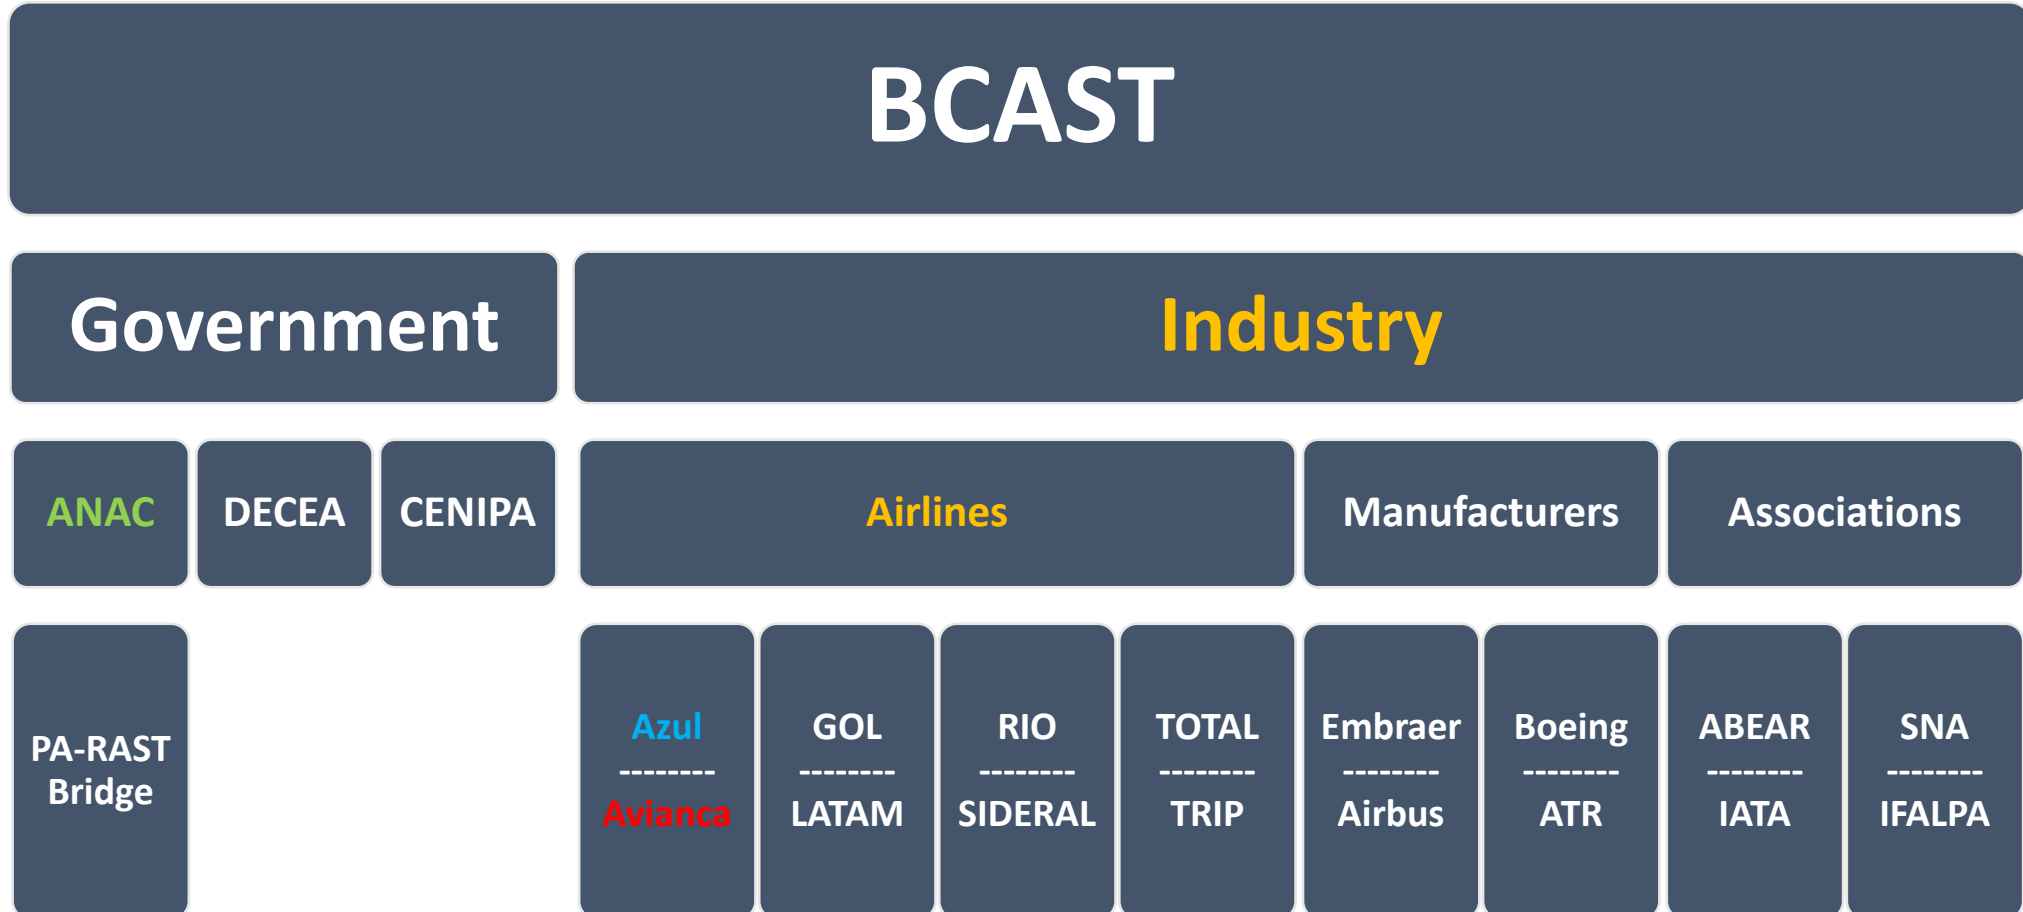 BCAST
Government
Industry
ANAC
DECEA
CENIPA
Airlines
Manufacturers
Associations
PA-RAST
Bridge
Azul
--------
Avianca
GOL
--------
LATAM
RIO
--------
SIDERAL
TOTAL
--------
TRIP
Embraer
--------
Airbus
Boeing
--------
ATR
ABEAR
--------
IATA
SNA
--------
IFALPA